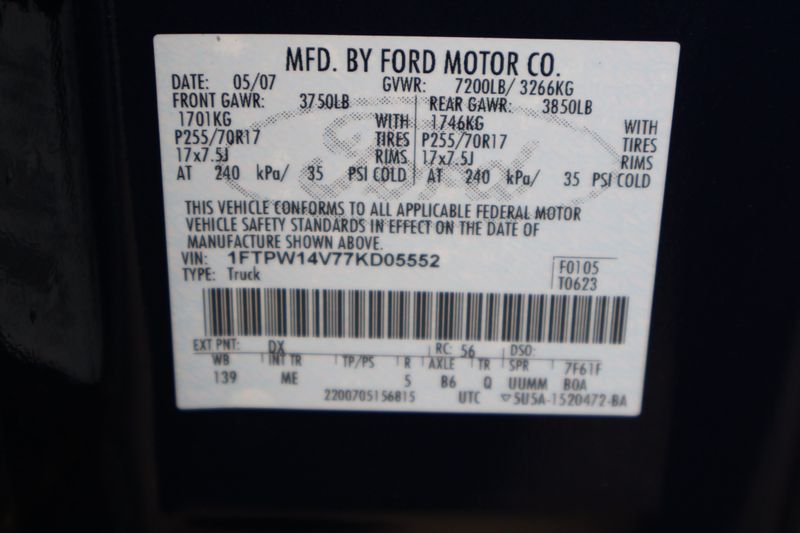 MFD. BY FORD MOTOR CO.
DATE: 05/07 GVWR: 7200LB/ 3266KG
FRONT GAWR: 3750LB REAR GAWR: 3850LB
1701KG WITH 1746KG WITH
P255/70R17 TIRES P255/70R17 TIRES
17x7.5J RIMS 17x7.5J RIMS
AT 240 kPa/ 35 PSI COLD AT 240 kPa/ 35 PSI COLD
Ford
THIS VEHICLE CONFORMS TO ALL APPLICABLE FEDERAL MOTOR
VEHICLE SAFETY STANDARDS IN EFFECT ON THE DATE OF
MANUFACTURE SHOWN ABOVE.
VIN: 1FTPW14V77KD05552 F0105
TYPE: Truck T0623
EXT PNT: DX RC: 56 DSO:
WB INT TR TP/PS R AXLE TR SPR 7F61F
139 ME 5 B6 Q UUMM BOA
2200705156815 UTC ▽5U5A-1520472-BA